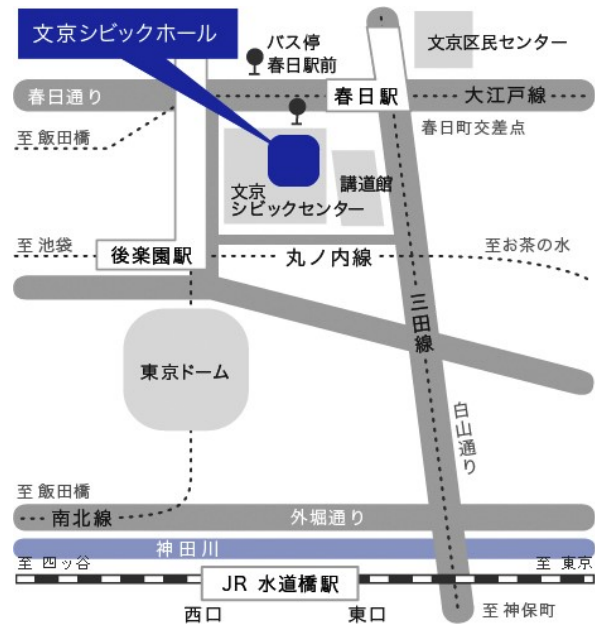 文京シビックホール
バス停
春日駅前
文京区民センター
春日通り
春日駅
大江戸線
至 飯田橋
春日町交差点
講道館
文京
シビックセンター
至 池袋
後楽園駅
丸ノ内線
至お茶の水
三田線
東京ドーム
白山通り
至 飯田橋
南北線
外堀通り
神田川
至 四ッ谷
至 東京
JR 水道橋駅
西口
東口
至 神保町